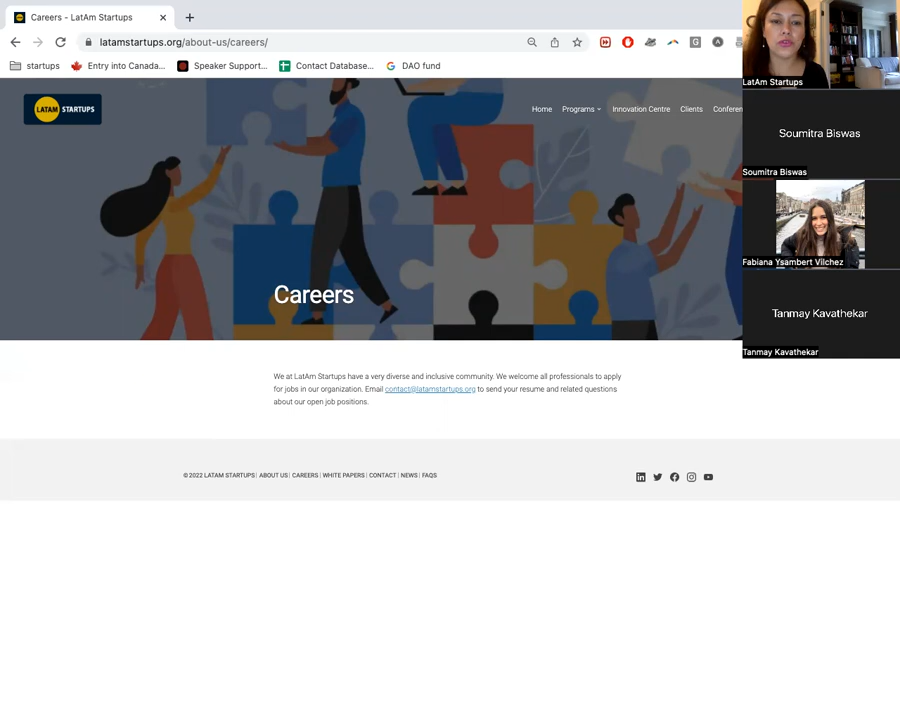 Careers - LatAm Startups
latamstartups.org/about-us/careers/
startups
Entry into Canada...
Speaker Support...
Contact Database...
DAO fund
LATAM STARTUPS
Home
Programs
Innovation Centre
Clients
Conferen
Careers
We at LatAm Startups have a very diverse and inclusive community. We welcome all professionals to apply
for jobs in our organization. Email contact@latamstartups.org to send your resume and related questions
about our open job positions.
© 2022 LATAM STARTUPS| ABOUT US| CAREERS | WHITE PAPERS | CONTACT | NEWS | FAQS
LatAm Startups
Soumitra Biswas
Soumitra Biswas
Fabiana Ysambert Vilchez
Tanmay Kavathekar
Tanmay Kavathekar